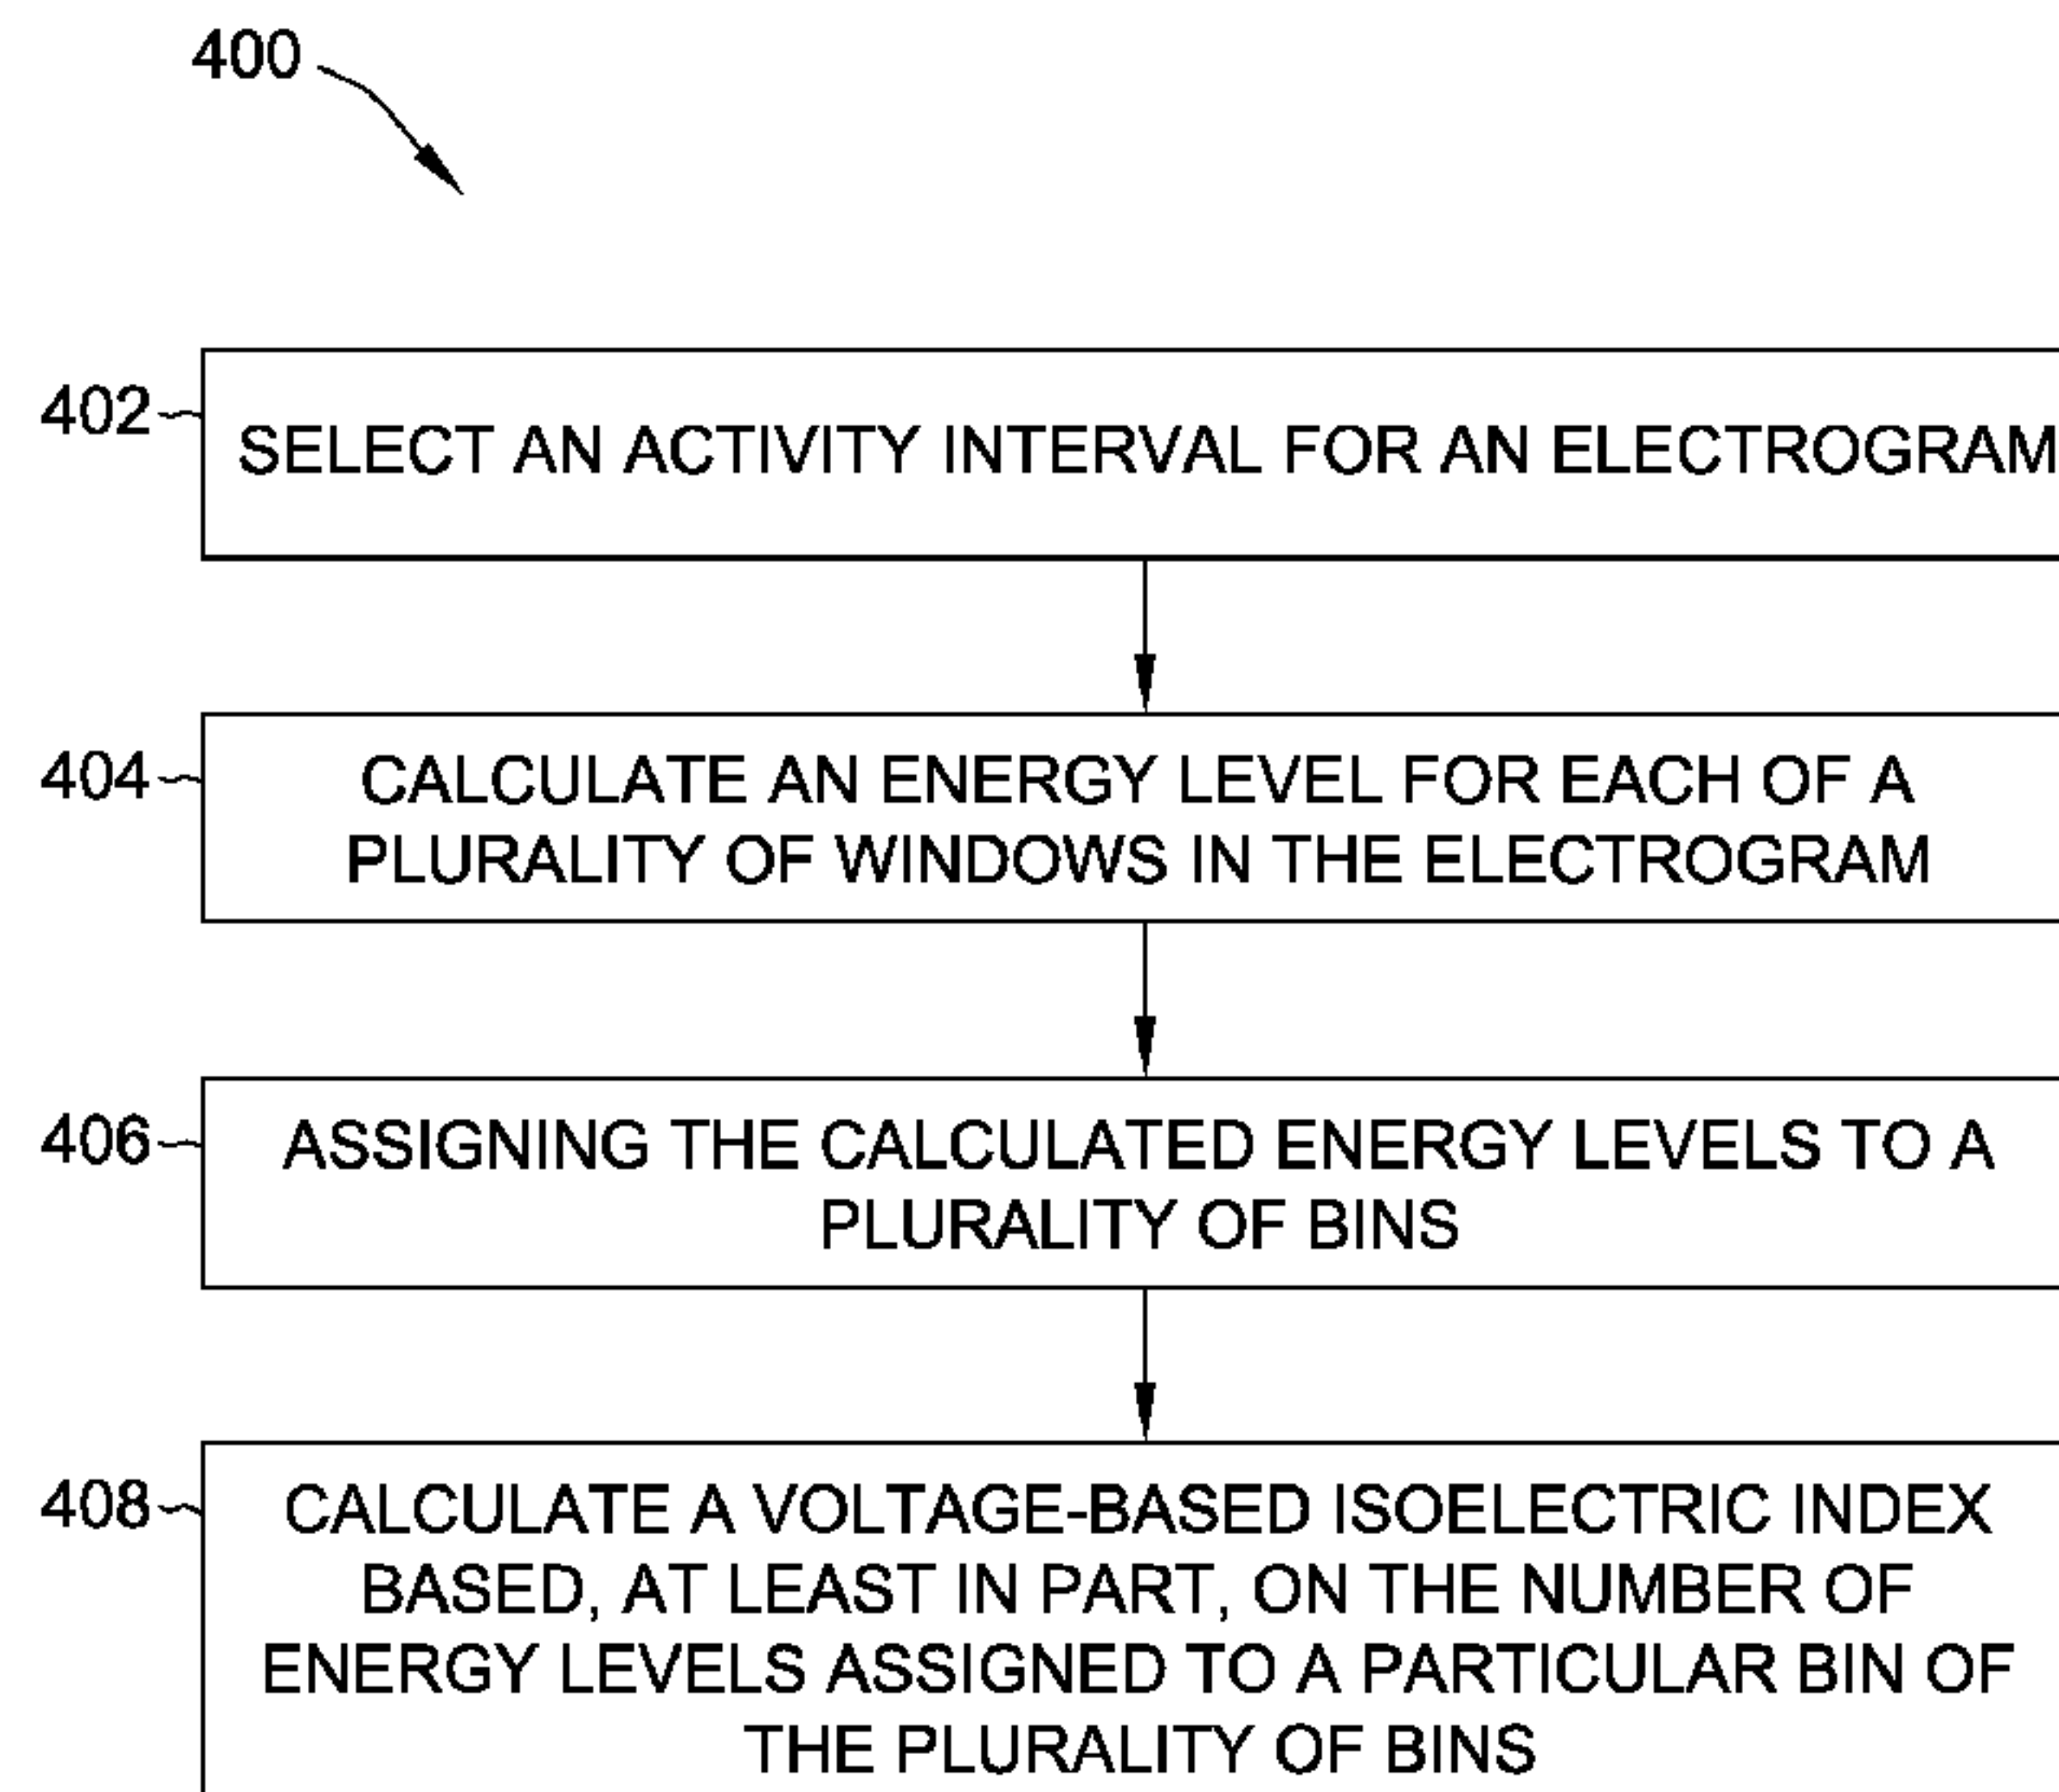 400
402
SELECT AN ACTIVITY INTERVAL FOR AN ELECTROGRAM
404
CALCULATE AN ENERGY LEVEL FOR EACH OF A
PLURALITY OF WINDOWS IN THE ELECTROGRAM
406
ASSIGNING THE CALCULATED ENERGY LEVELS TO A
PLURALITY OF BINS
408
CALCULATE A VOLTAGE-BASED ISOELECTRIC INDEX
BASED, AT LEAST IN PART, ON THE NUMBER OF
ENERGY LEVELS ASSIGNED TO A PARTICULAR BIN OF
THE PLURALITY OF BINS